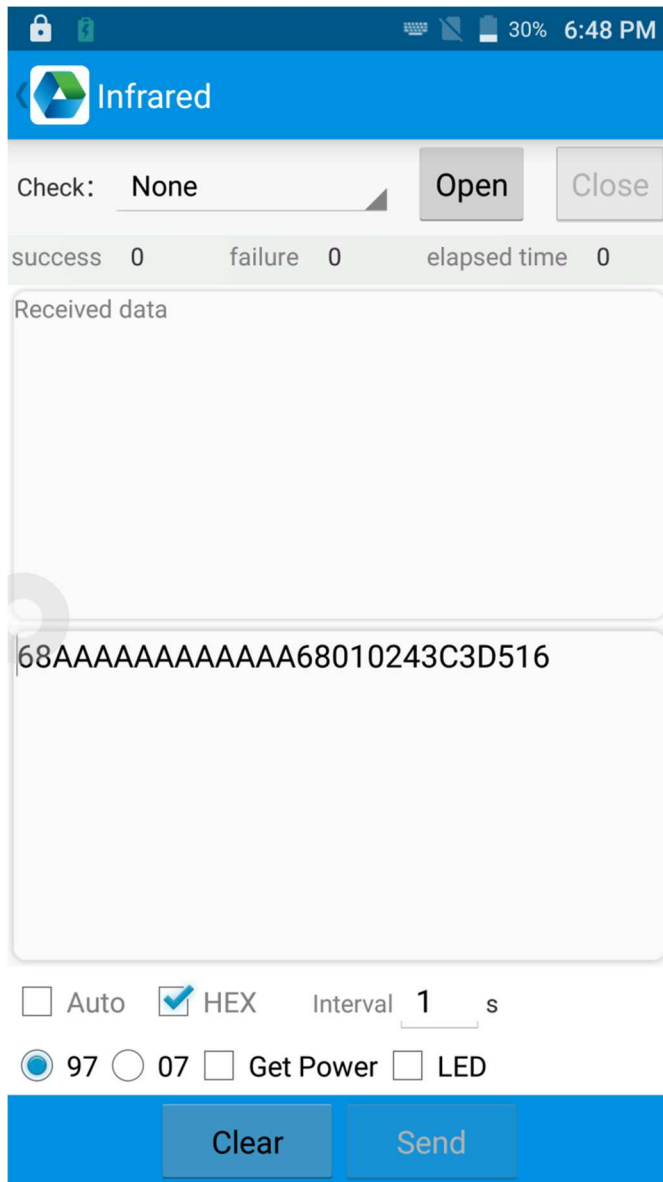 30% 6:48 PM
Infrared
Check: None Open Close
success 0 failure 0 elapsed time 0
Received data
68AAAAAAAAAAAA68010243C3D516
Auto HEX Interval 1 s
97 07 Get Power LED
Clear Send